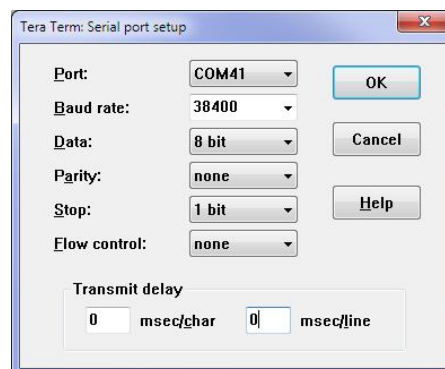 Tera Term: Serial port setup
Port: COM41 OK
Baud rate: 38400
Data: 8 bit Cancel
Parity: none
Stop: 1 bit Help
Flow control: none
Transmit delay
0 msec/char 0 msec/line